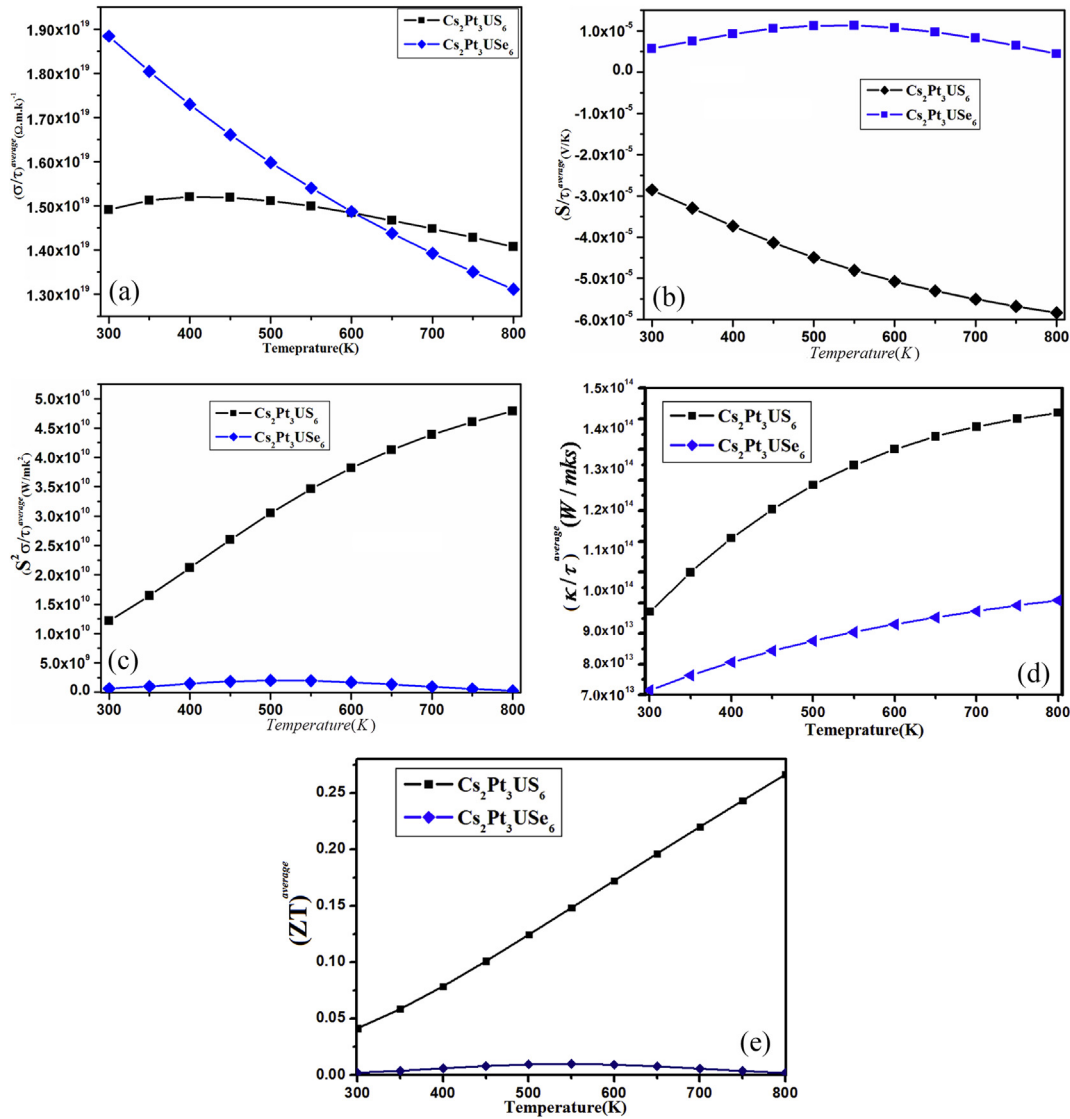 (a)
Cs2Pt3US6
Cs2Pt3USe6
(σ/τ)average(Ω.m.k)-1
1.90x10^19
1.80x10^19
1.70x10^19
1.60x10^19
1.50x10^19
1.40x10^19
1.30x10^19
300 400 500 600 700 800
Temeprature(K)
(b)
Cs2Pt3US6
Cs2Pt3USe6
(S/τ)average(V/K)
1.0x10^-5
0.0
-1.0x10^-5
-2.0x10^-5
-3.0x10^-5
-4.0x10^-5
-5.0x10^-5
-6.0x10^-5
300 400 500 600 700 800
Temperature(K)
(c)
Cs2Pt3US6
Cs2Pt3USe6
(S2σ/τ)average(W/mk2)
5.0x10^10
4.5x10^10
4.0x10^10
3.5x10^10
3.0x10^10
2.5x10^10
2.0x10^10
1.5x10^10
1.0x10^10
5.0x10^9
0.0
300 400 500 600 700 800
Temperature(K)
(d)
Cs2Pt3US6
Cs2Pt3USe6
(κ/τ)average(W/mks)
1.5x10^14
1.4x10^14
1.3x10^14
1.2x10^14
1.1x10^14
1.0x10^14
9.0x10^13
8.0x10^13
7.0x10^13
300 400 500 600 700 800
Temeprature(K)
(e)
Cs2Pt3US6
Cs2Pt3USe6
(ZT)average
0.25
0.20
0.15
0.10
0.05
0.00
300 400 500 600 700 800
Temperature(K)